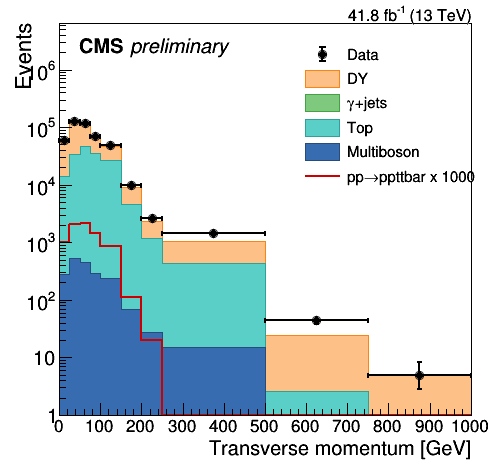 41.8 fb⁻¹ (13 TeV)
CMS preliminary
Events
Data
DY
γ+jets
Top
Multiboson
pp→ppttbar x 1000
10⁶
10⁵
10⁴
10³
10²
10
1
0 100 200 300 400 500 600 700 800 900 1000
Transverse momentum [GeV]